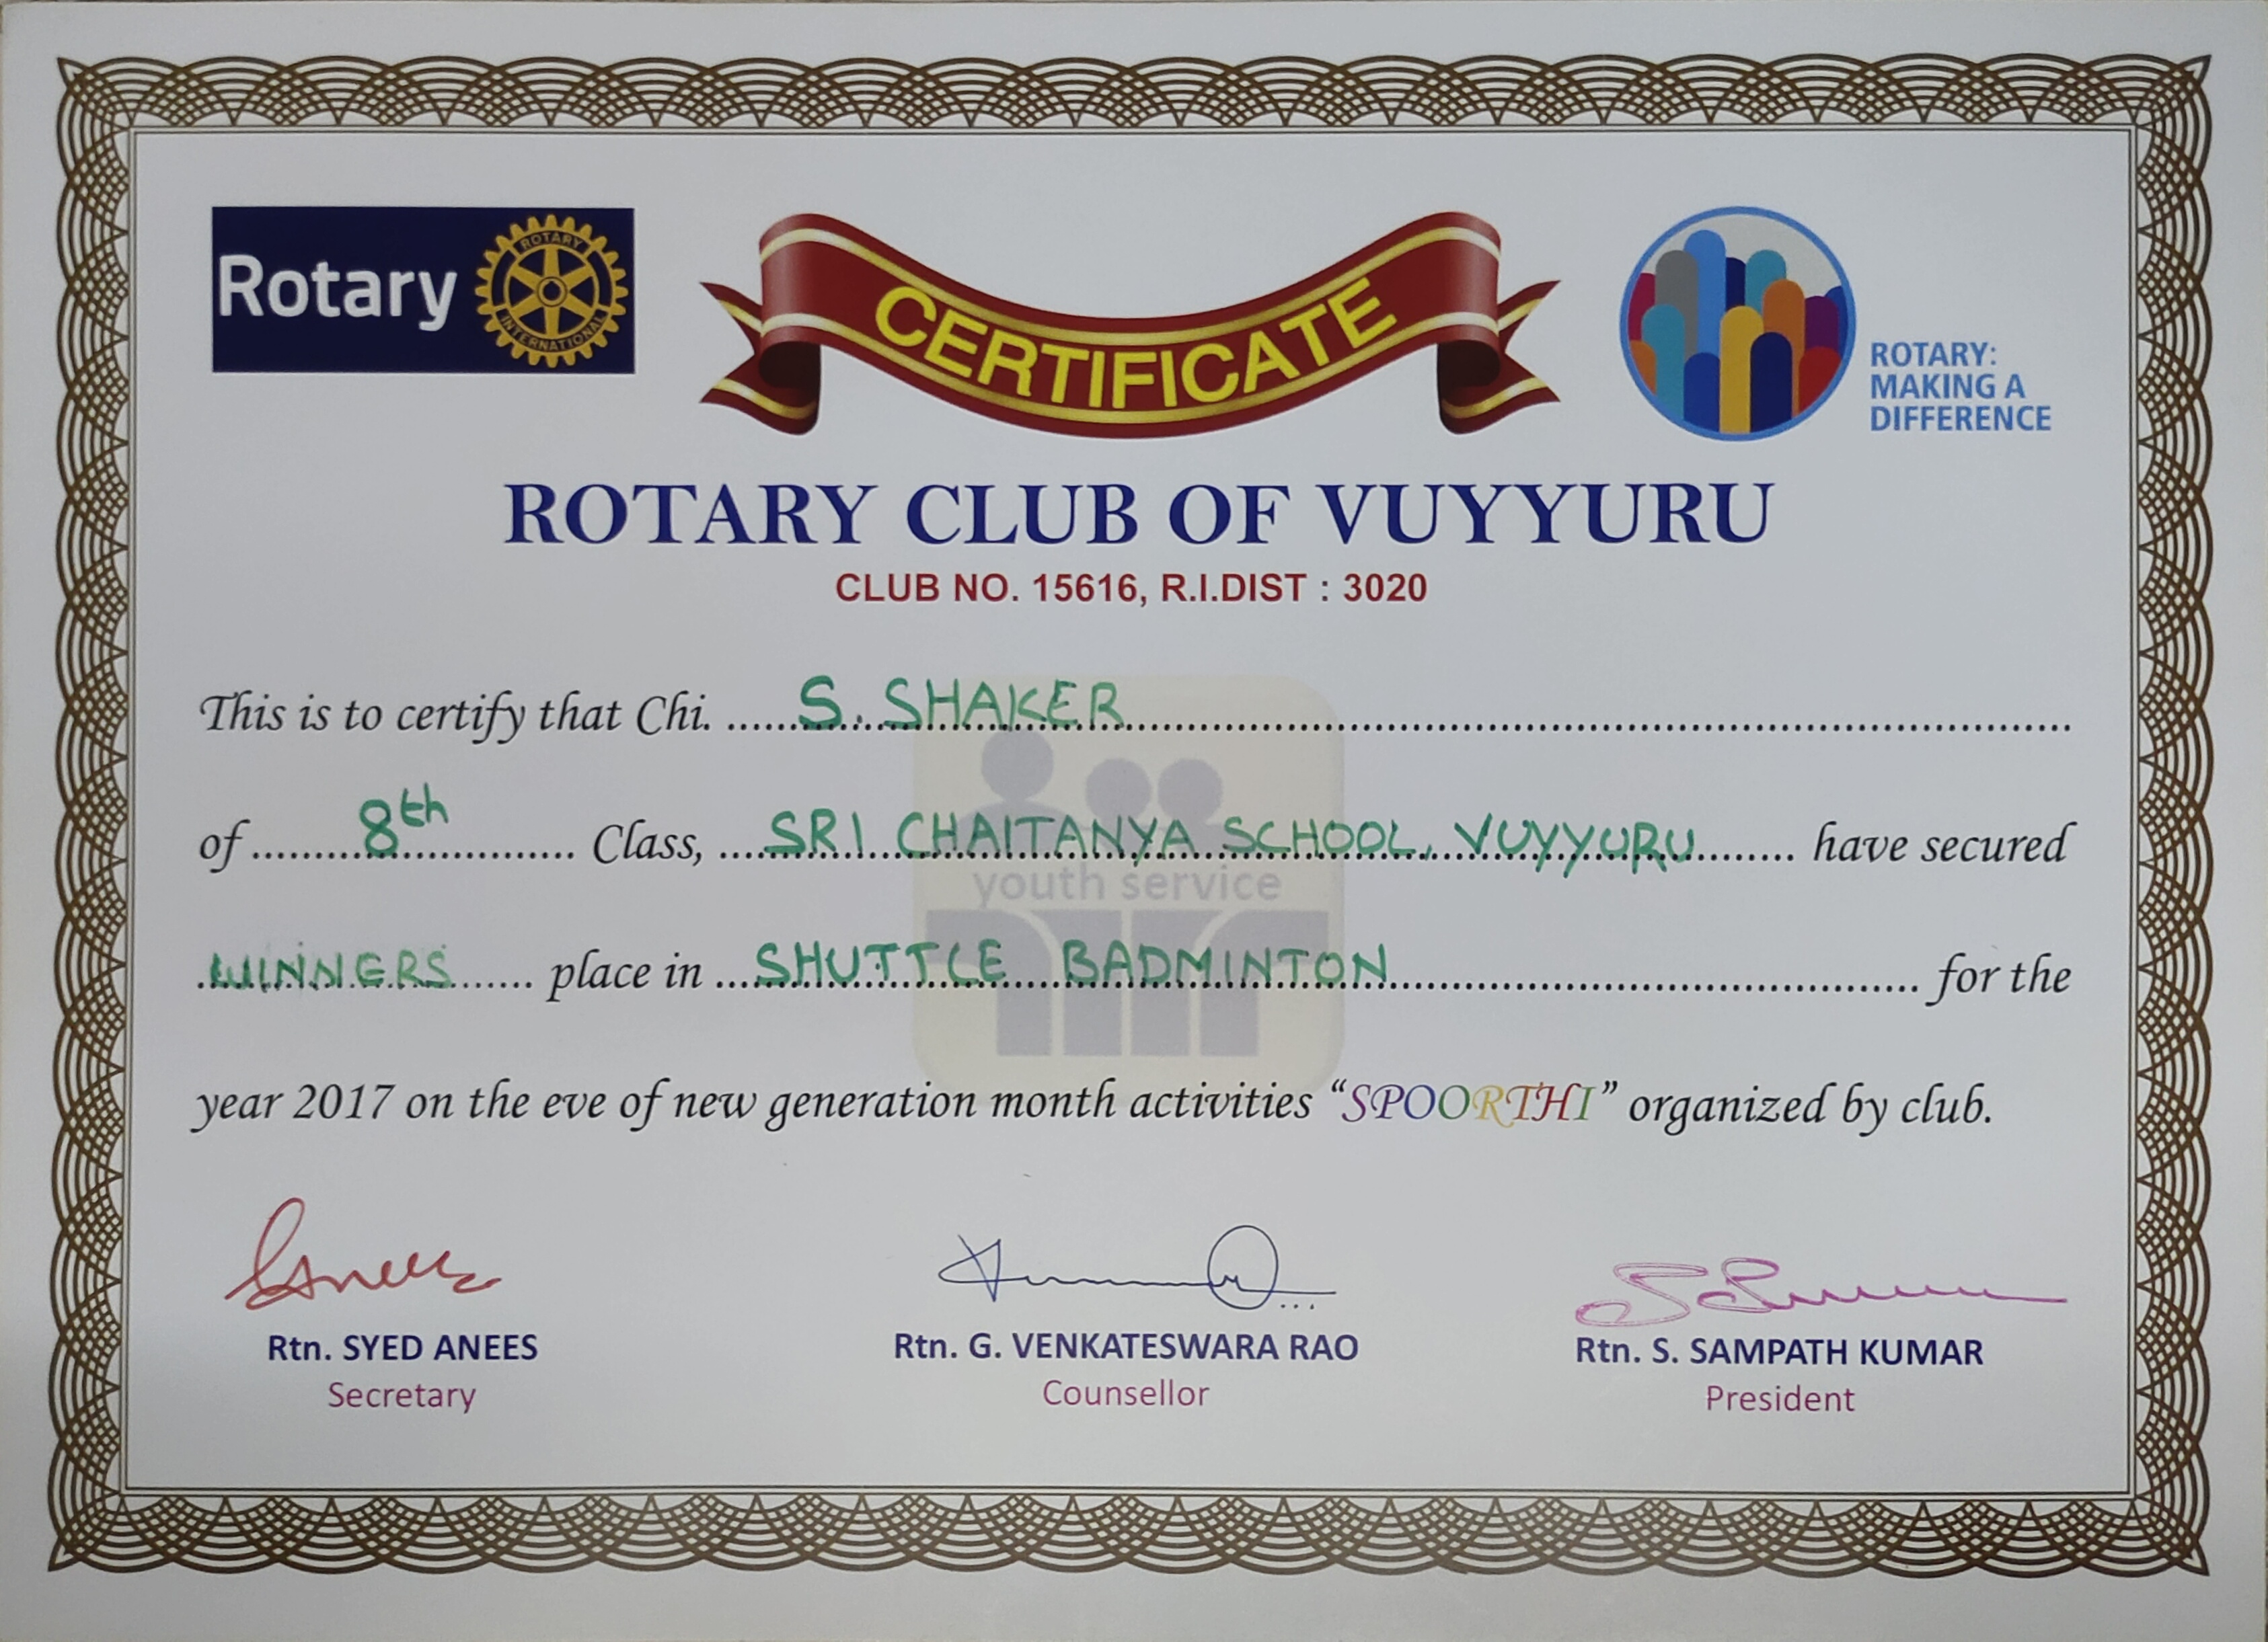 Rotary
ROTARY
INTERNATIONAL
CERTIFICATE
ROTARY:
MAKING A
DIFFERENCE
ROTARY CLUB OF VUYYURU
CLUB NO. 15616, R.I.DIST : 3020
This is to certify that Chi. ......S. SHAKER......
of ......8th...... Class, ......SRI CHAITANYA SCHOOL, VUYYURU...... have secured
youth service
......WINNERS...... place in ......SHUTTLE BADMINTON...... for the
year 2017 on the eve of new generation month activities “SPOORTHI” organized by club.
Anees
Rtn. SYED ANEES
Secretary
Rtn. G. VENKATESWARA RAO
Counsellor
Rtn. S. SAMPATH KUMAR
President